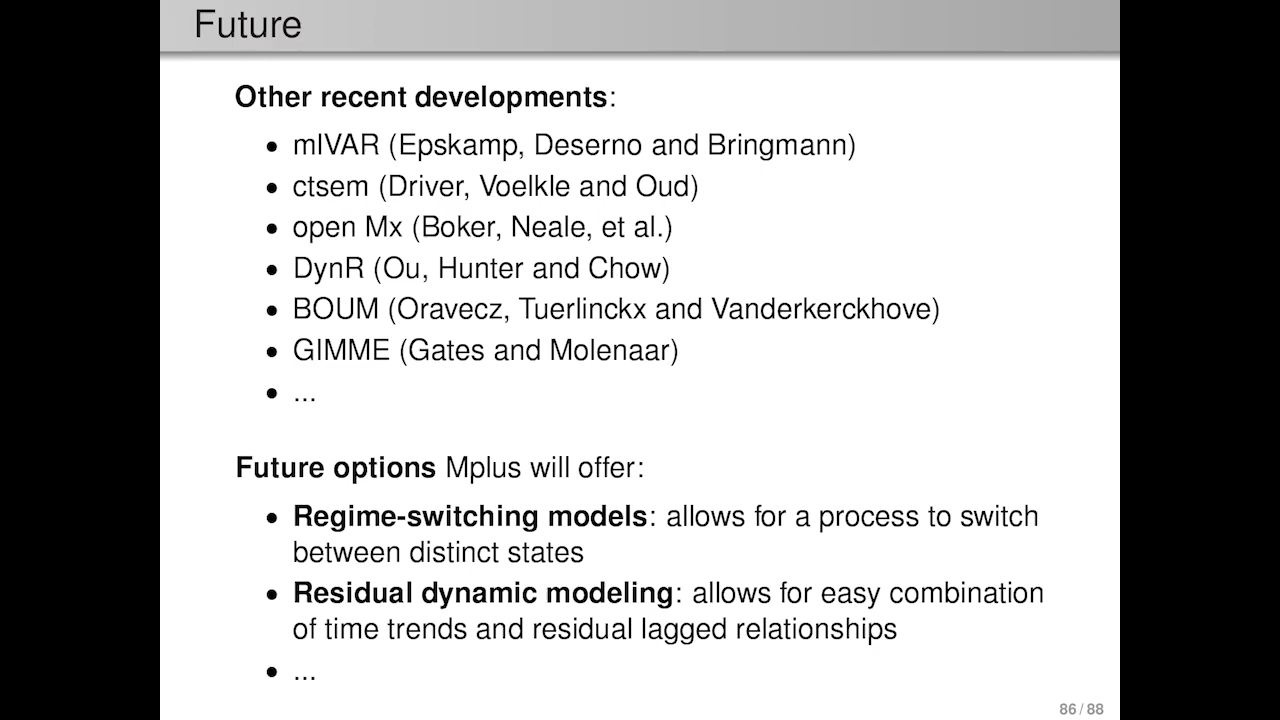 Future
Other recent developments:
• mlVAR (Epskamp, Deserno and Bringmann)
• ctsem (Driver, Voelkle and Oud)
• open Mx (Boker, Neale, et al.)
• DynR (Ou, Hunter and Chow)
• BOUM (Oravecz, Tuerlinckx and Vanderkerckhove)
• GIMME (Gates and Molenaar)
• ...
Future options Mplus will offer:
• Regime-switching models: allows for a process to switch
between distinct states
• Residual dynamic modeling: allows for easy combination
of time trends and residual lagged relationships
• ...
86 / 88